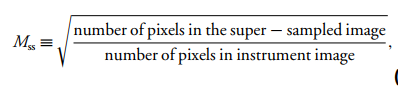 M_ss ≡ √(number of pixels in the super − sampled image / number of pixels in instrument image),
(